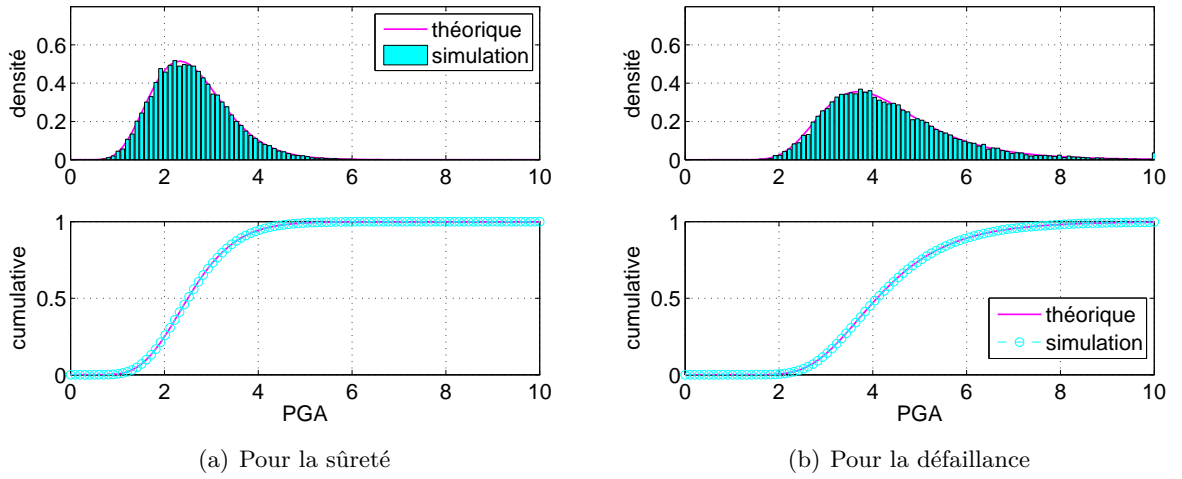 densité
0.6
0.4
0.2
0
0 2 4 6 8 10
théorique
simulation
cumulative
1
0.5
0
0 2 4 6 8 10
PGA
(a) Pour la sûreté
densité
0.6
0.4
0.2
0
0 2 4 6 8 10
cumulative
1
0.5
0
0 2 4 6 8 10
théorique
simulation
PGA
(b) Pour la défaillance